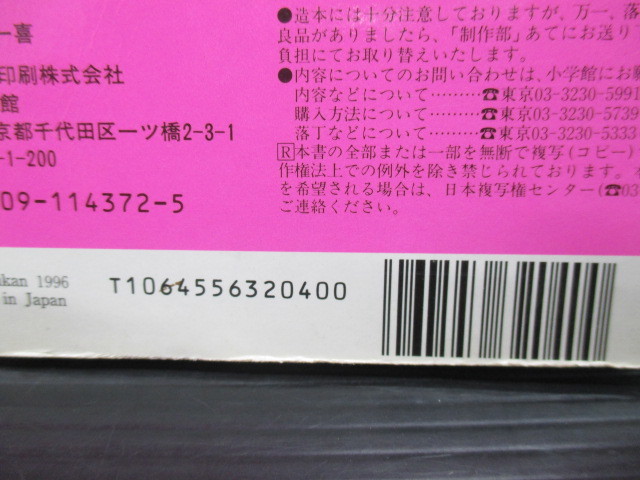 一喜
印刷株式会社
館
京都千代田区一ツ橋2-3-1
-1-200
09-114372-5
●造本には十分注意しておりますが、万一、落
良品がありましたら、「制作部」あてにお送り
負担にてお取り替えいたします。
●内容についてのお問い合わせは、小学館にお
内容などについて………☎東京03-3230-5991
購入方法について………☎東京03-3230-5739
落丁などについて………☎東京03-3230-5333
Ⓡ本書の全部または一部を無断で複写(コピー)
作権法上での例外を除き禁じられております。
を希望される場合は、日本複写権センター(☎03
ご連絡ください。
kan 1996
in Japan
T1064556320400